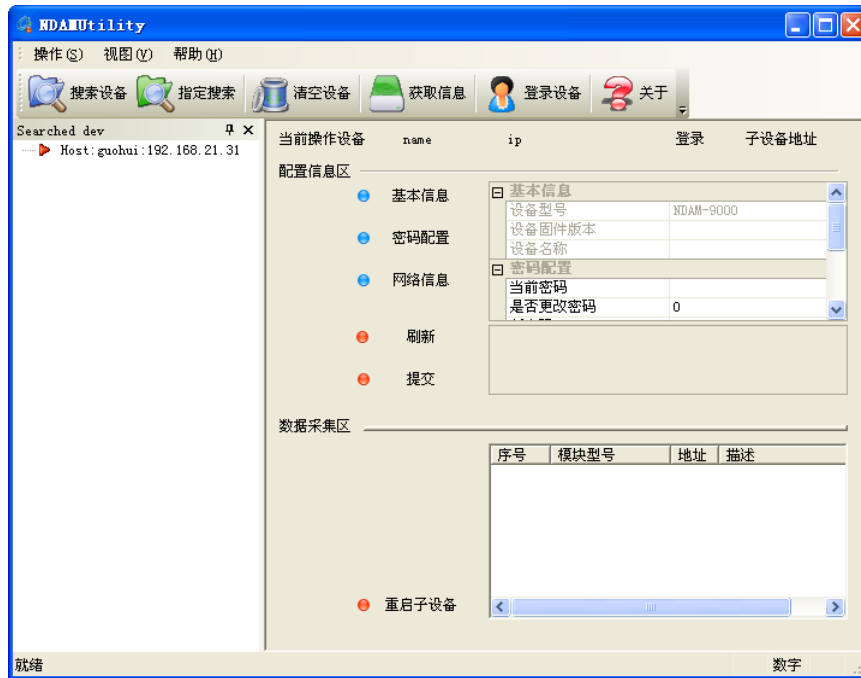 NDAMUtility
操作(S) 视图(V) 帮助(H)
搜索设备 指定搜索 清空设备 获取信息 登录设备 关于
Searched dev
Host:guohui:192.168.21.31
当前操作设备 name ip 登录 子设备地址
配置信息区
基本信息
密码配置
网络信息
刷新
提交
基本信息
设备型号 NDAM-9000
设备固件版本
设备名称
密码配置
当前密码
是否更改密码 0
数据采集区
序号 模块型号 地址 描述
重启子设备
就绪 数字